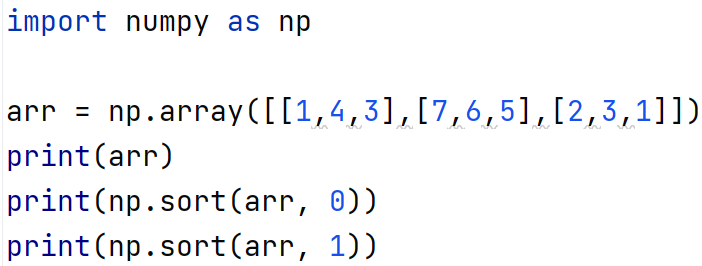 import numpy as np
arr = np.array([[1,4,3],[7,6,5],[2,3,1]])
print(arr)
print(np.sort(arr, 0))
print(np.sort(arr, 1))